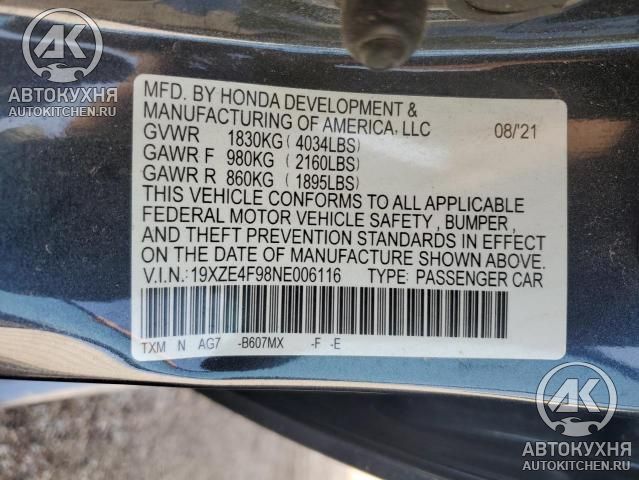 АК
АВТОКУХНЯ
AUTOKITCHEN.RU
MFD. BY HONDA DEVELOPMENT &
MANUFACTURING OF AMERICA, LLC 08/'21
GVWR 1830KG (4034LBS)
GAWR F 980KG (2160LBS)
GAWR R 860KG (1895LBS)
THIS VEHICLE CONFORMS TO ALL APPLICABLE
FEDERAL MOTOR VEHICLE SAFETY, BUMPER,
AND THEFT PREVENTION STANDARDS IN EFFECT
ON THE DATE OF MANUFACTURE SHOWN ABOVE.
V.I.N.:19XZE4F98NE006116 TYPE: PASSENGER CAR
TXM N AG7 -B607MX -F -E
АК
АВТОКУХНЯ
AUTOKITCHEN.RU